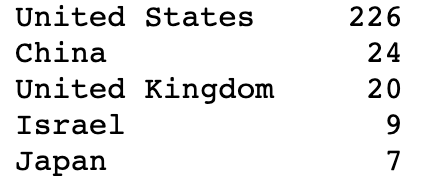 United States 226
China 24
United Kingdom 20
Israel 9
Japan 7